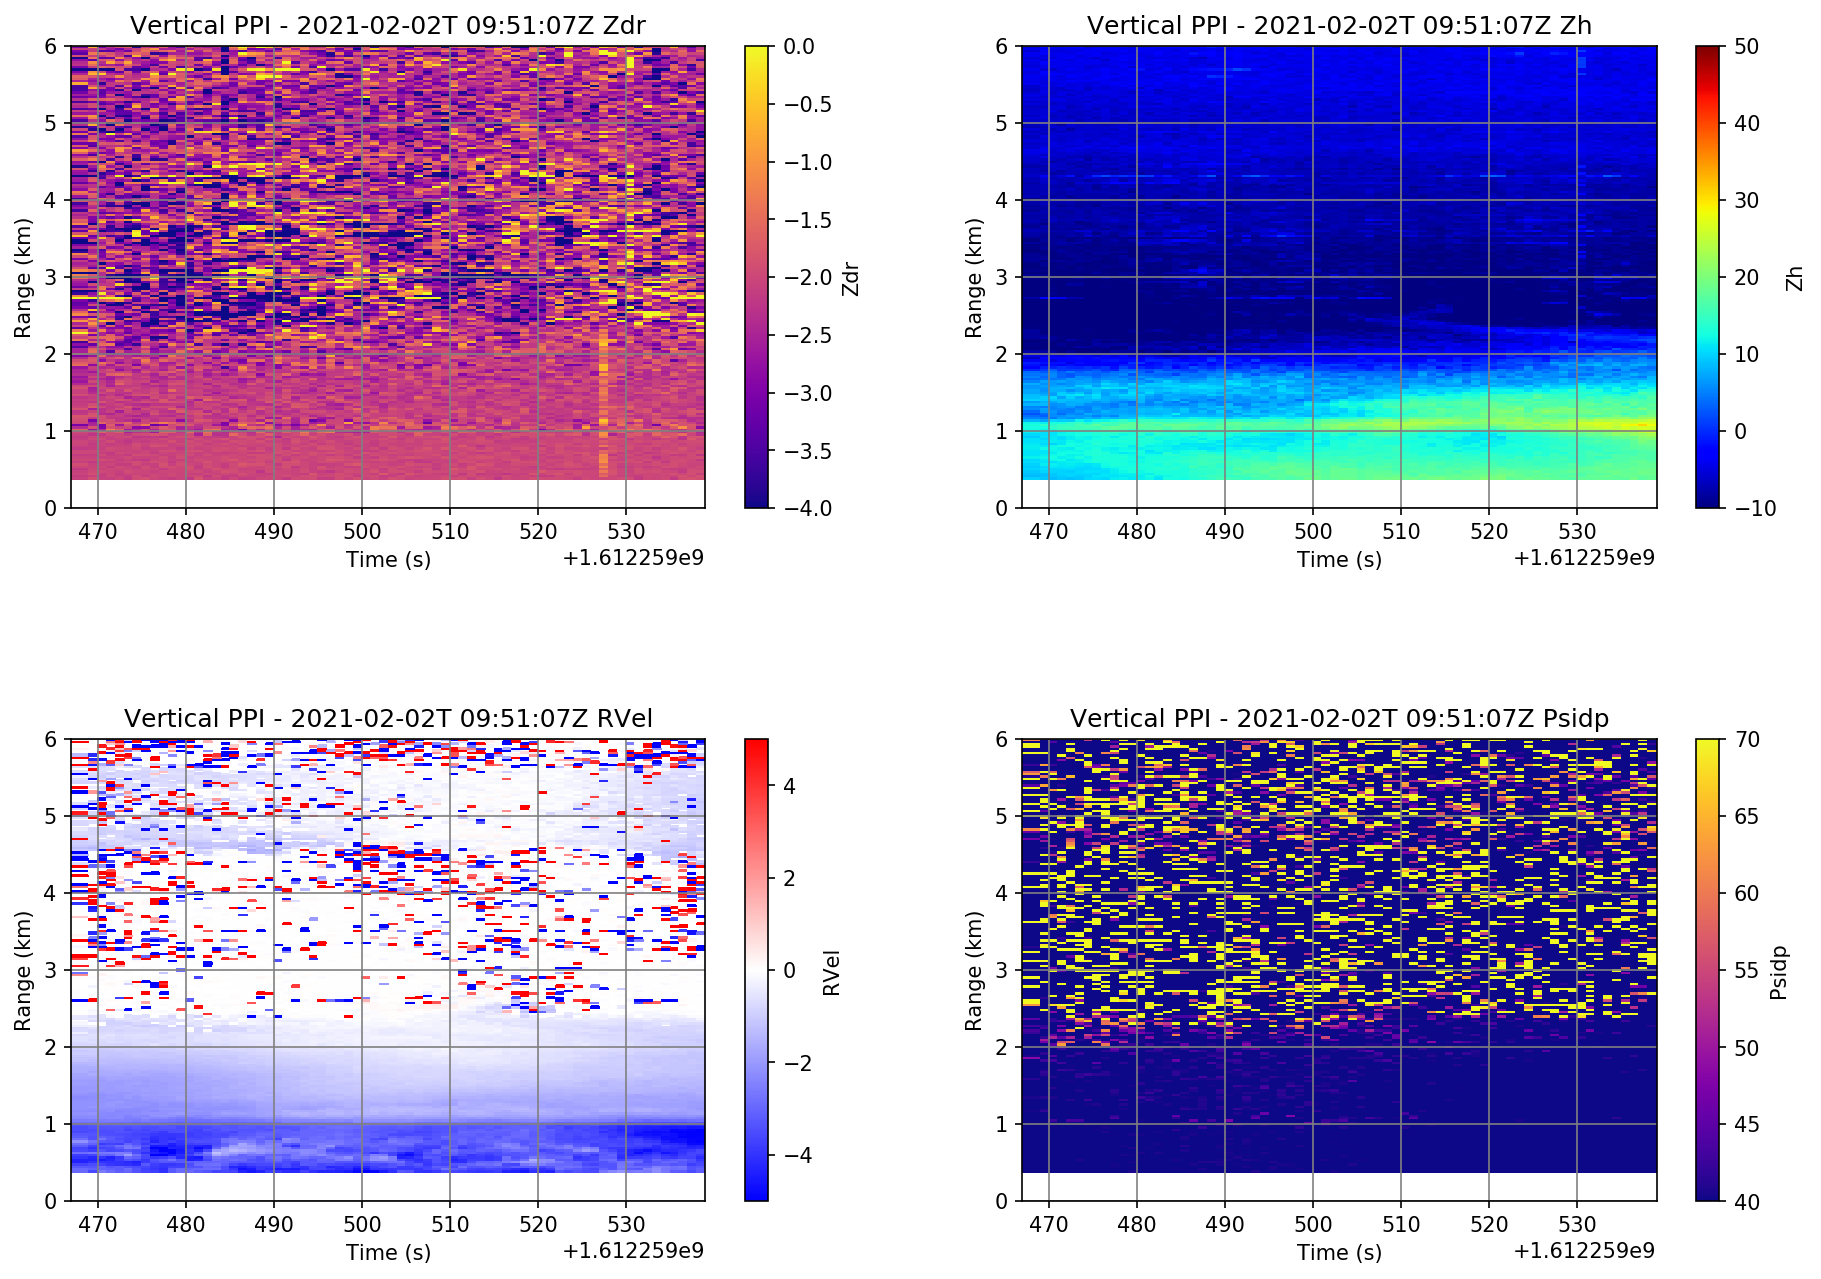 Vertical PPI - 2021-02-02T 09:51:07Z Zdr
6
5
4
3
2
1
0
Range (km)
470 480 490 500 510 520 530
Time (s)
+1.612259e9
0.0
−0.5
−1.0
−1.5
−2.0
−2.5
−3.0
−3.5
−4.0
Zdr
Vertical PPI - 2021-02-02T 09:51:07Z Zh
6
5
4
3
2
1
0
Range (km)
470 480 490 500 510 520 530
Time (s)
+1.612259e9
50
40
30
20
10
0
−10
Zh
Vertical PPI - 2021-02-02T 09:51:07Z RVel
6
5
4
3
2
1
0
Range (km)
470 480 490 500 510 520 530
Time (s)
+1.612259e9
4
2
0
−2
−4
RVel
Vertical PPI - 2021-02-02T 09:51:07Z Psidp
6
5
4
3
2
1
0
Range (km)
470 480 490 500 510 520 530
Time (s)
+1.612259e9
70
65
60
55
50
45
40
Psidp